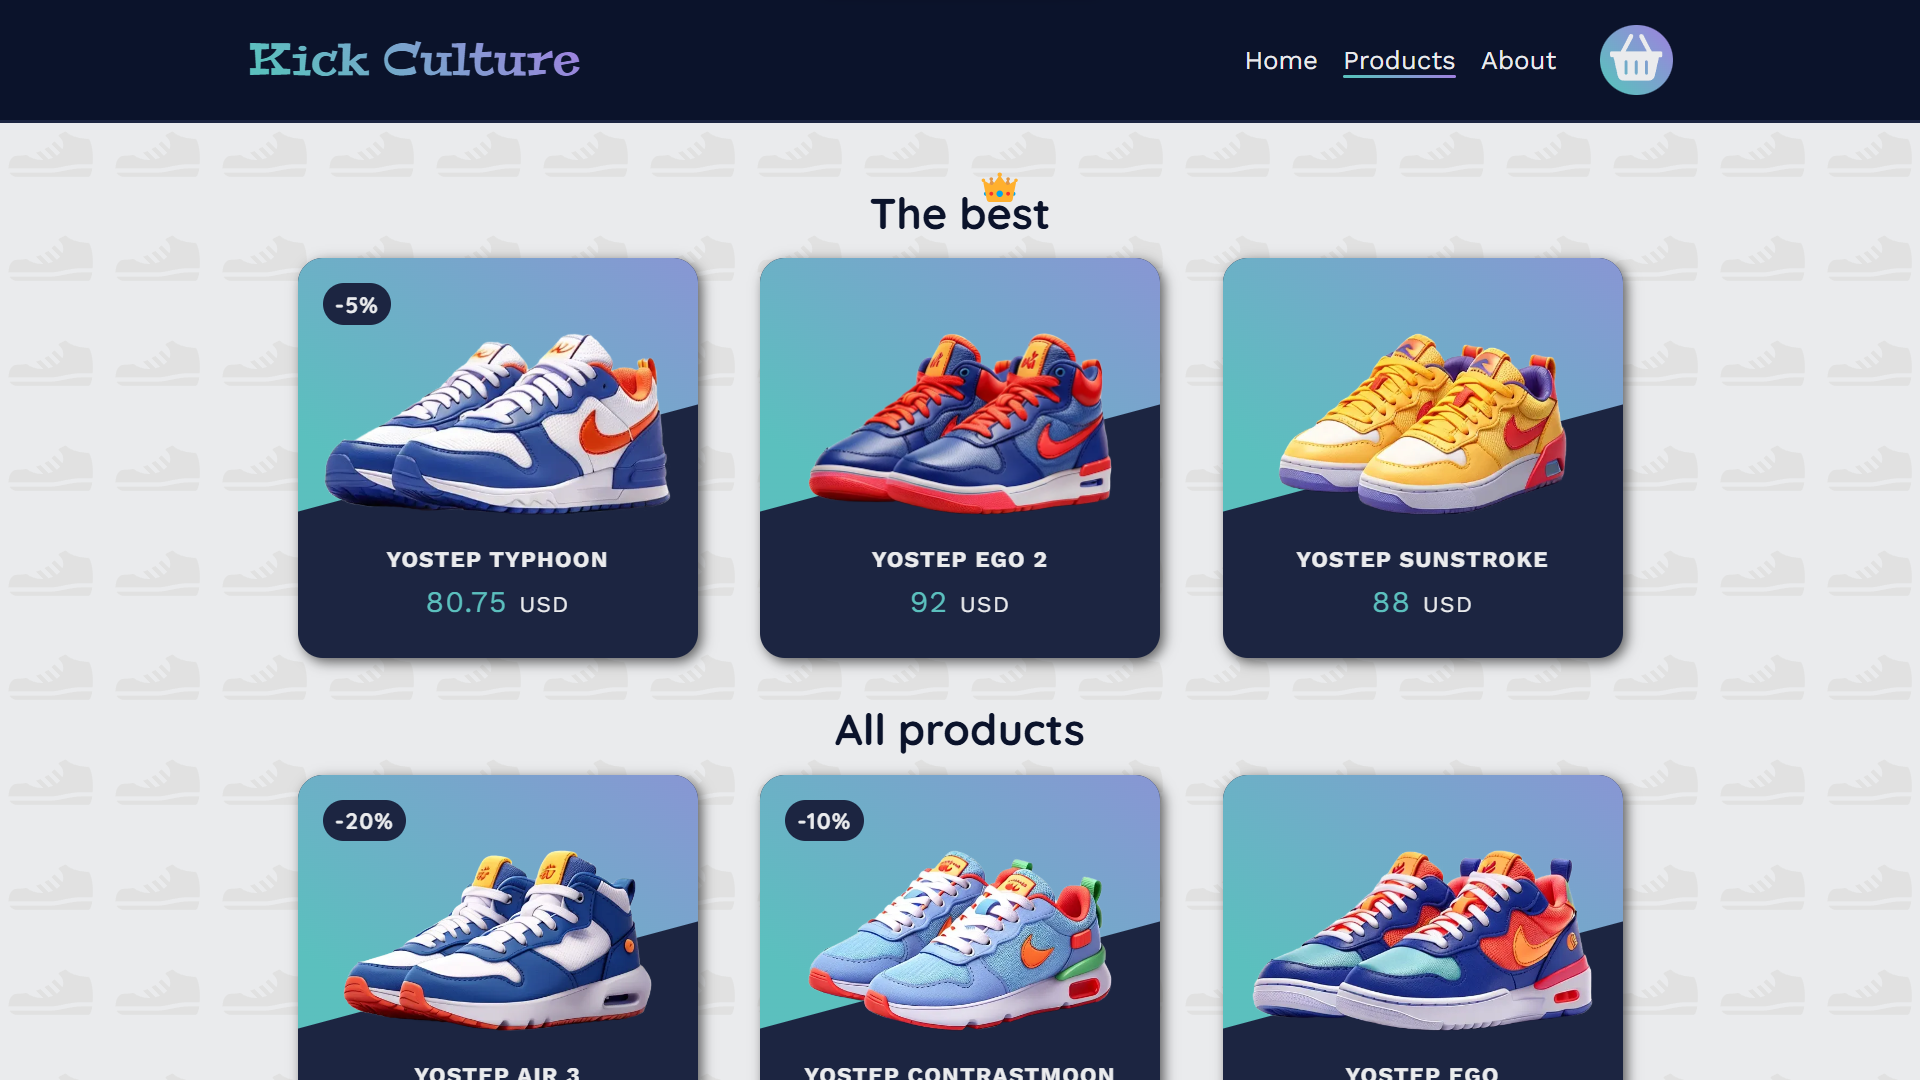 Kick Culture
Home Products About
The best
-5%
YOSTEP TYPHOON
80.75 USD
YOSTEP EGO 2
92 USD
YOSTEP SUNSTROKE
88 USD
All products
-20%
-10%
YOSTEP AIR 3
YOSTEP CONTRASTMOON
YOSTEP EGO